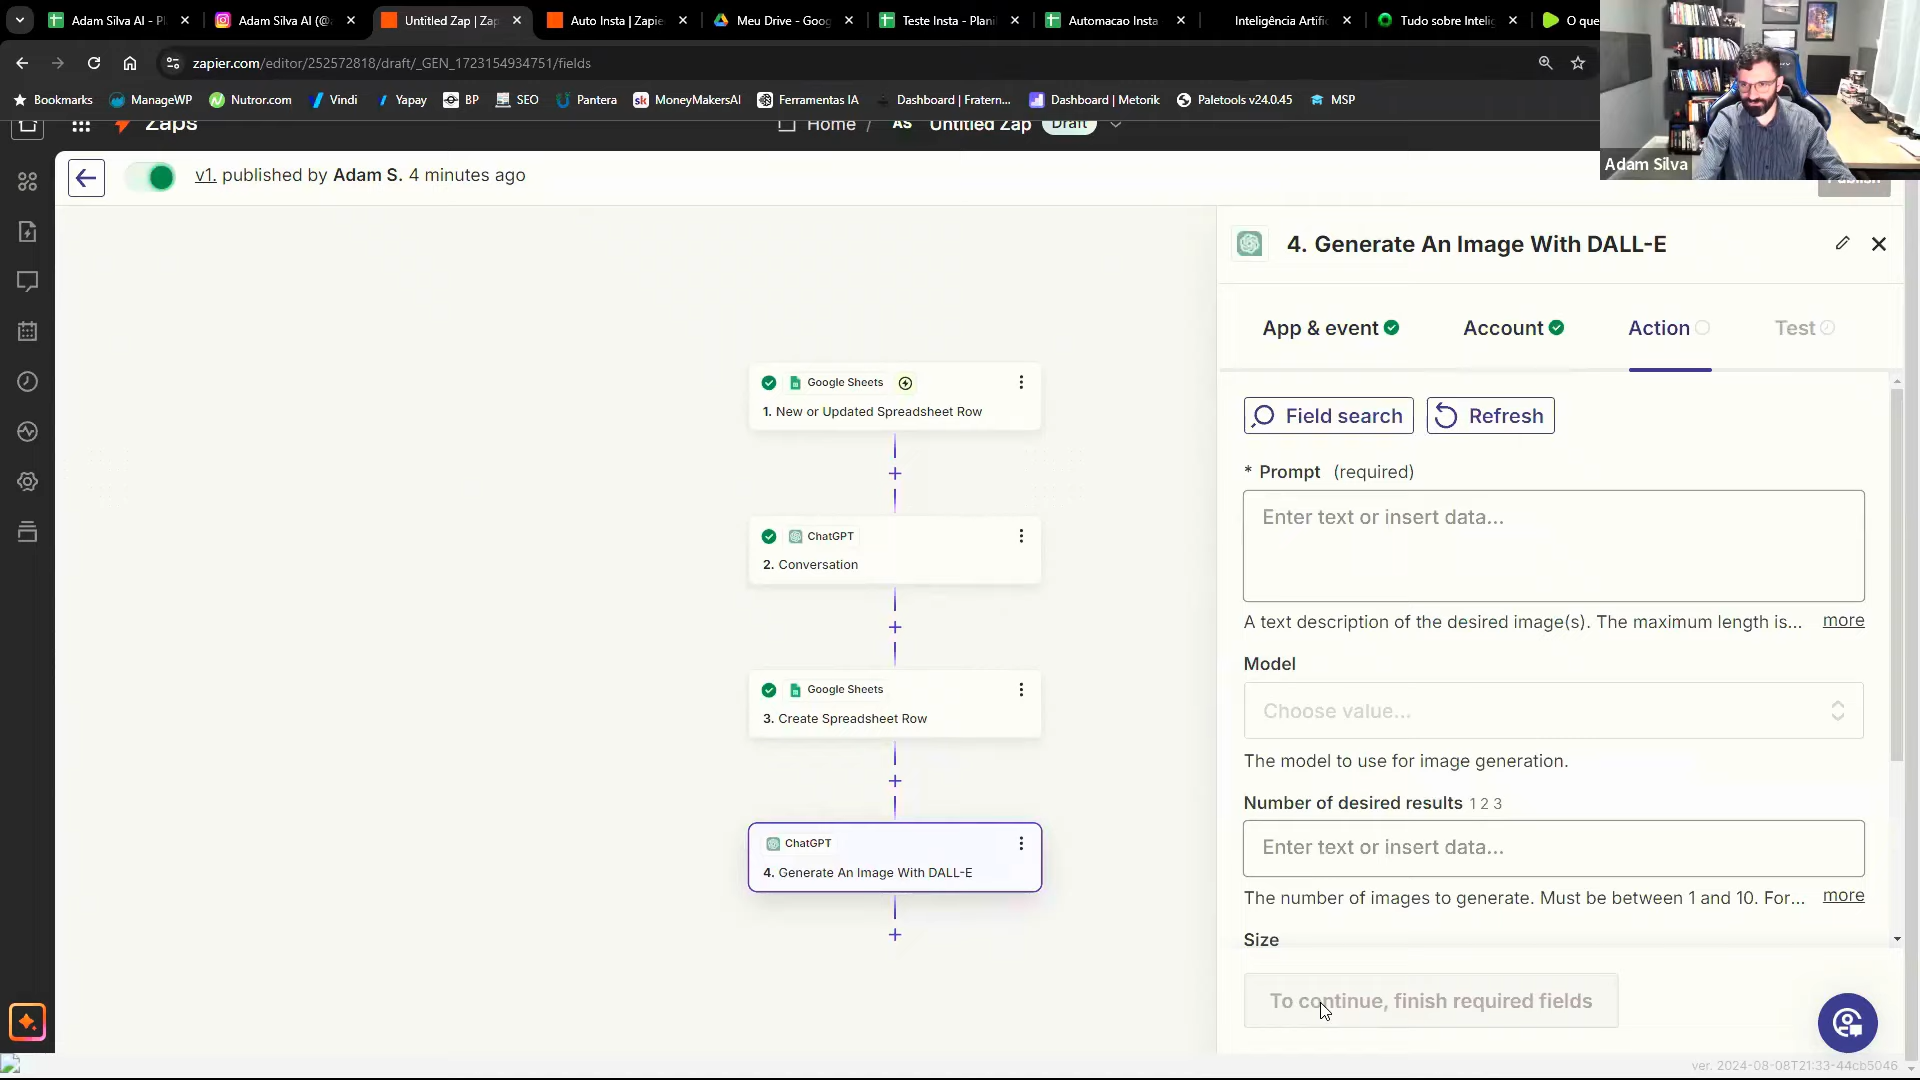 Adam Silva AI - Pl
Adam Silva AI (@
Untitled Zap | Zap
Auto Insta | Zapie
Meu Drive - Goog
Teste Insta - Plani
Automacao Insta
Inteligência Artific
Tudo sobre Intelig
O que
zapier.com/editor/252572818/draft/_GEN_1723154934751/fields
Bookmarks
ManageWP
Nutror.com
Vindi
Yapay
BP
SEO
Pantera
MoneyMakersAI
Ferramentas IA
Dashboard | Fratern...
Dashboard | Metorik
Paletools v24.0.45
MSP
Zaps
Home / AS Untitled Zap Draft
Adam Silva
v1. published by Adam S. 4 minutes ago
Publish
4. Generate An Image With DALL-E
App & event
Account
Action
Test
Field search
Refresh
Google Sheets
1. New or Updated Spreadsheet Row
ChatGPT
2. Conversation
Google Sheets
3. Create Spreadsheet Row
ChatGPT
4. Generate An Image With DALL-E
* Prompt (required)
Enter text or insert data...
A text description of the desired image(s). The maximum length is... more
Model
Choose value...
The model to use for image generation.
Number of desired results 1 2 3
Enter text or insert data...
The number of images to generate. Must be between 1 and 10. For... more
Size
To continue, finish required fields
ver. 2024-08-08T21:33-44cb5046